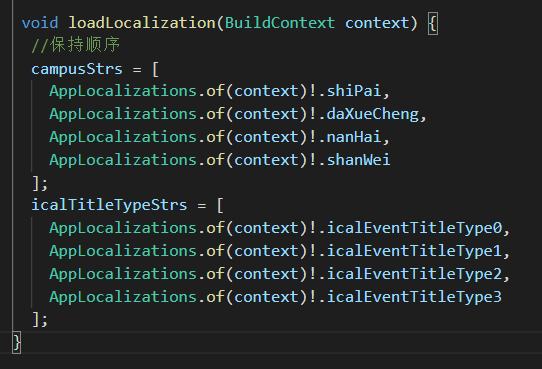 void loadLocalization(BuildContext context) {
//保持顺序
campusStrs = [
AppLocalizations.of(context)!.shiPai,
AppLocalizations.of(context)!.daXueCheng,
AppLocalizations.of(context)!.nanHai,
AppLocalizations.of(context)!.shanWei
];
icalTitleTypeStrs = [
AppLocalizations.of(context)!.icalEventTitleType0,
AppLocalizations.of(context)!.icalEventTitleType1,
AppLocalizations.of(context)!.icalEventTitleType2,
AppLocalizations.of(context)!.icalEventTitleType3
];
}